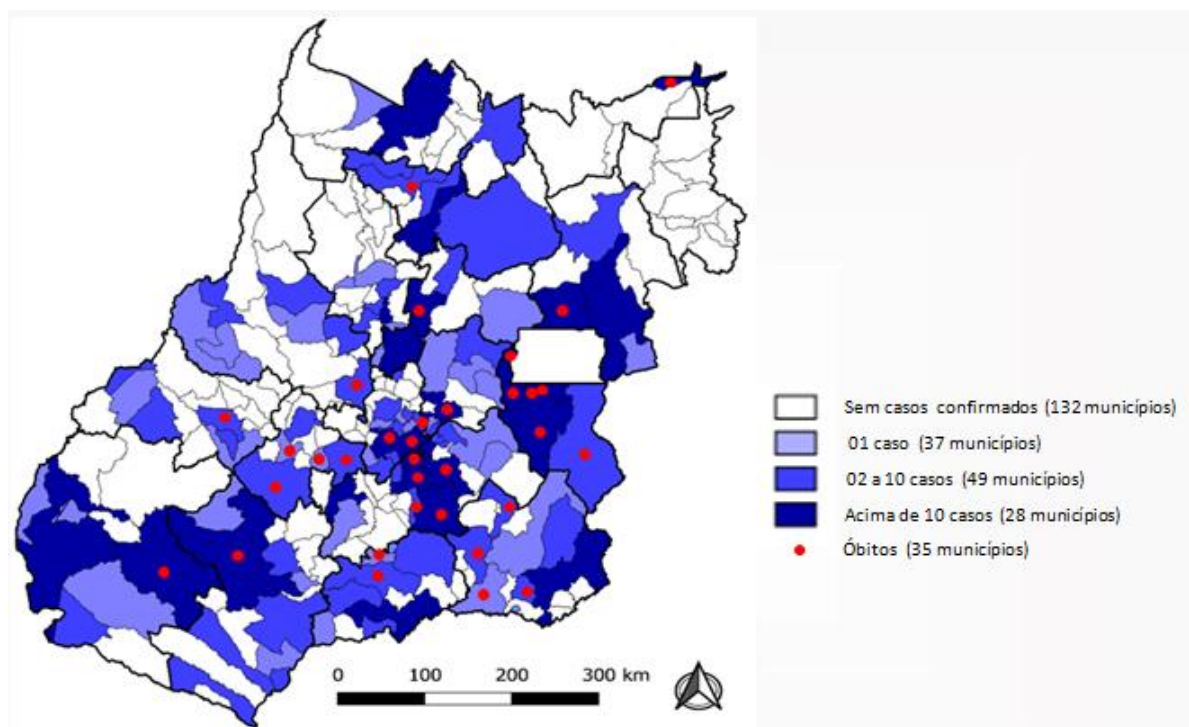 Sem casos confirmados (132 municípios)
01 caso (37 municípios)
02 a 10 casos (49 municípios)
Acima de 10 casos (28 municípios)
Óbitos (35 municípios)
0 100 200 300 km